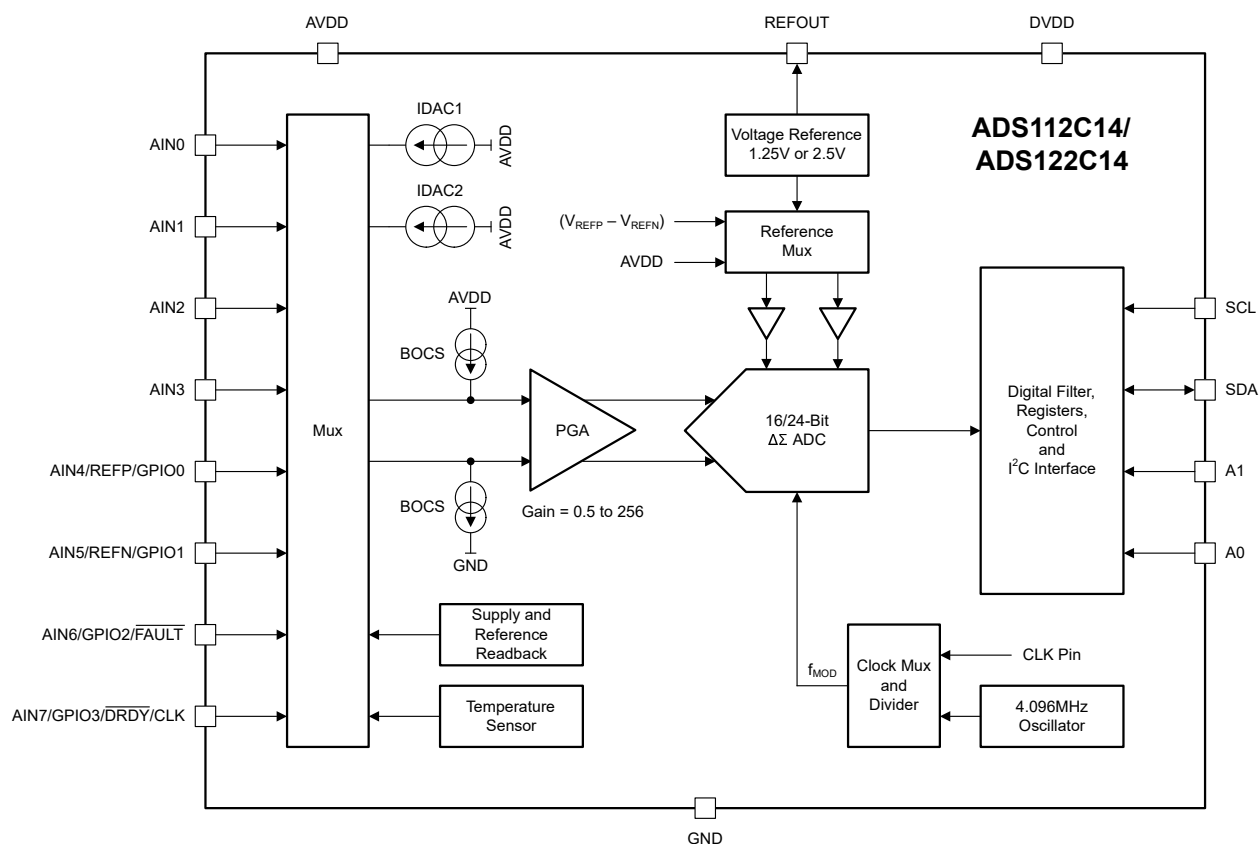 AVDD
REFOUT
DVDD
ADS112C14/
ADS122C14
IDAC1
AVDD
IDAC2
AVDD
Voltage Reference
1.25V or 2.5V
(VREFP – VREFN)
AVDD
Reference
Mux
AIN0
AIN1
AIN2
AIN3
AIN4/REFP/GPIO0
AIN5/REFN/GPIO1
AIN6/GPIO2/FAULT
AIN7/GPIO3/DRDY/CLK
Mux
AVDD
BOCS
BOCS
GND
PGA
Gain = 0.5 to 256
16/24-Bit
ΔΣ ADC
Digital Filter,
Registers,
Control
and
I2C Interface
SCL
SDA
A1
A0
Supply and
Reference
Readback
Temperature
Sensor
fMOD
Clock Mux
and
Divider
CLK Pin
4.096MHz
Oscillator
GND